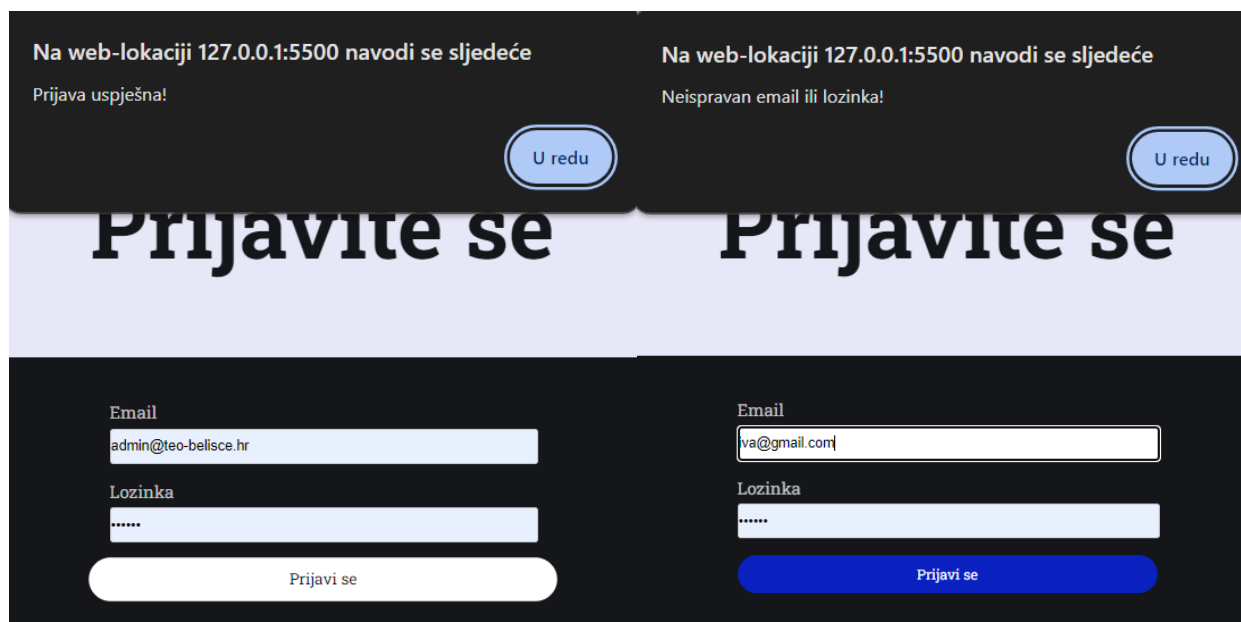 Na web-lokaciji 127.0.0.1:5500 navodi se sljedeće
Prijava uspješna!
U redu
Prijavite se
Email
admin@teo-belisce.hr
Lozinka
••••••
Prijavi se
Na web-lokaciji 127.0.0.1:5500 navodi se sljedeće
Neispravan email ili lozinka!
U redu
Prijavite se
Email
iva@gmail.com
Lozinka
••••••
Prijavi se